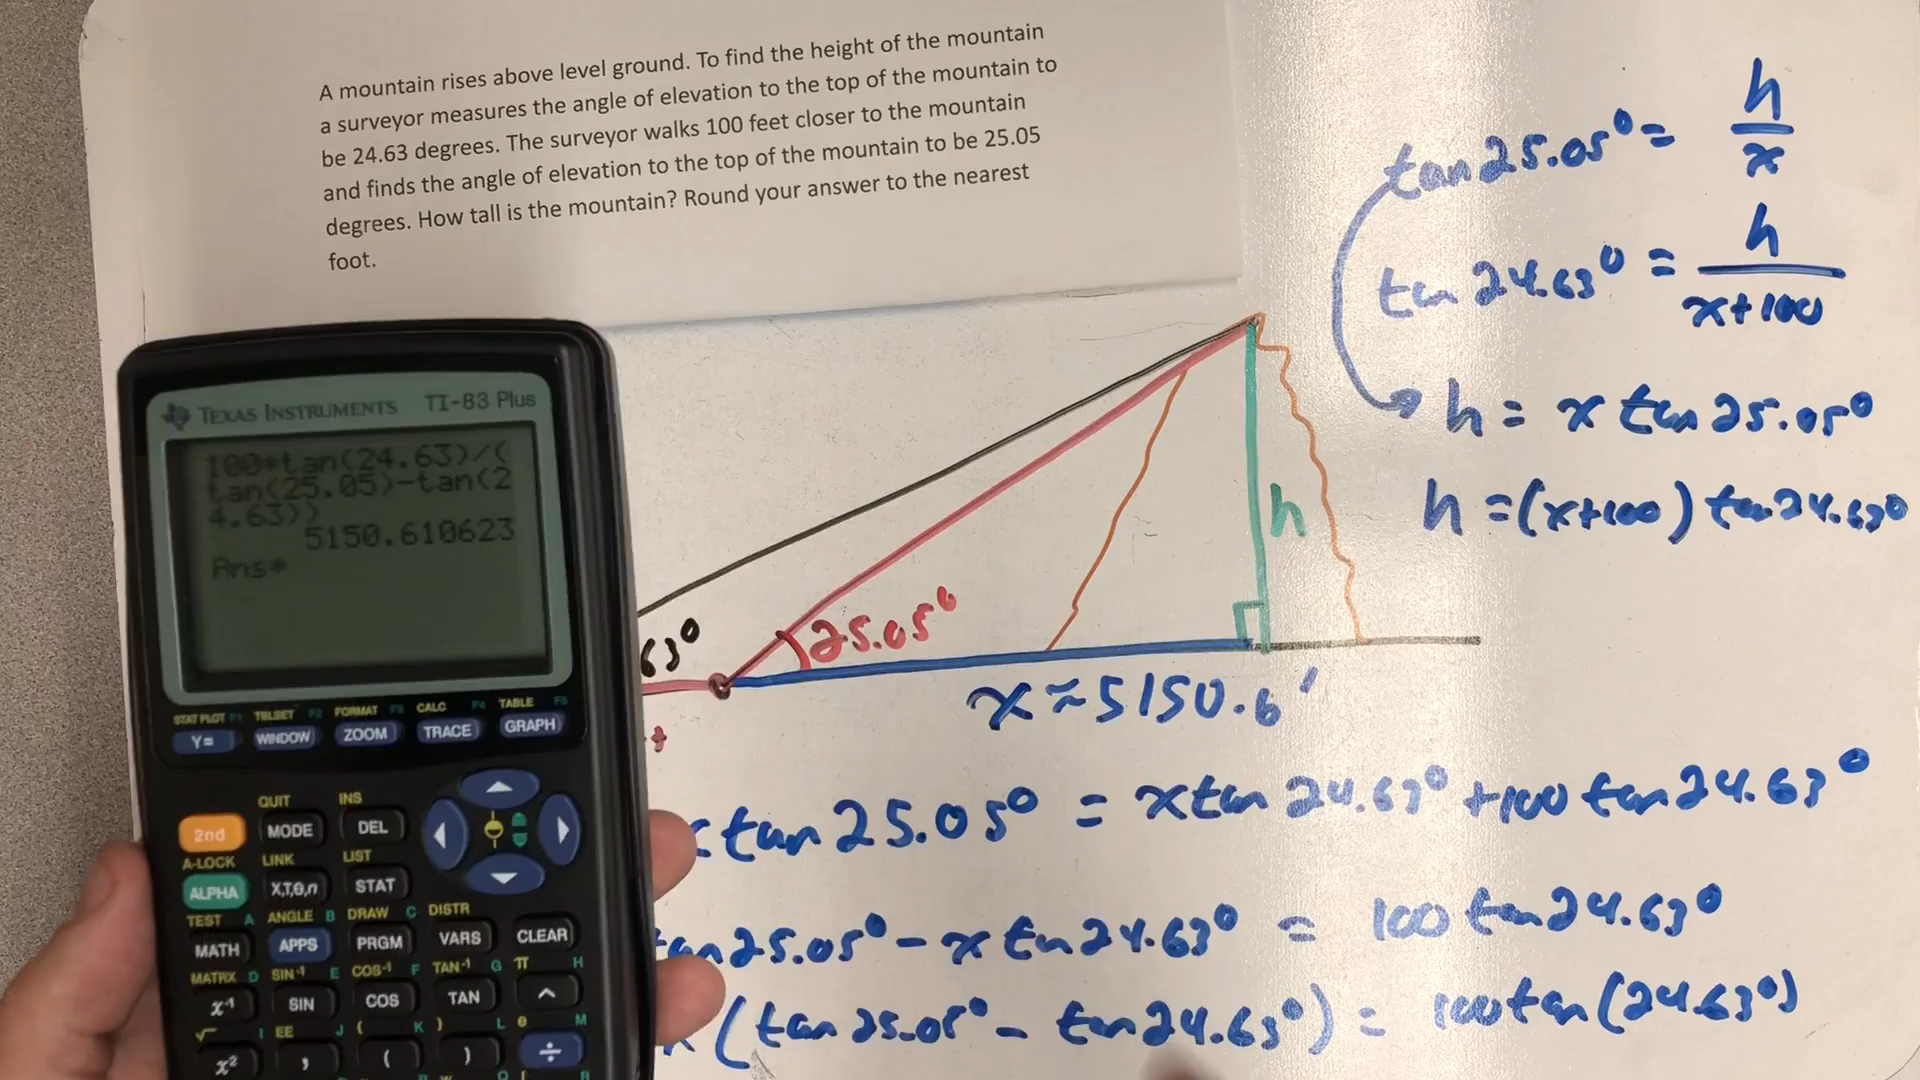 A mountain rises above level ground. To find the height of the mountain
a surveyor measures the angle of elevation to the top of the mountain to
be 24.63 degrees. The surveyor walks 100 feet closer to the mountain
and finds the angle of elevation to the top of the mountain to be 25.05
degrees. How tall is the mountain? Round your answer to the nearest
foot.
tan 25.05° = h/x
tan 24.63° = h/(x+100)
h = x tan 25.05°
h = (x+100) tan 24.63°
h
63°
25.05°
x ≈ 5150.6'
x tan 25.05° = x tan 24.63° + 100 tan 24.63°
tan 25.05° - x tan 24.63° = 100 tan 24.63°
x (tan 25.05° - tan 24.63°) = 100 tan (24.63°)
TEXAS INSTRUMENTS TI-83 Plus
100*tan(24.63)/(
tan(25.05)-tan(2
4.63))
5150.610623
Ans*
STAT PLOT F1 TBLSET F2 FORMAT F3 CALC F4 TABLE F5
Y= WINDOW ZOOM TRACE GRAPH
QUIT INS
2nd MODE DEL
A-LOCK LINK LIST
ALPHA X,T,θ,n STAT
TEST A ANGLE B DRAW C DISTR
MATH APPS PRGM VARS CLEAR
MATRX D SIN-1 E COS-1 F TAN-1 G π H
x-1 SIN COS TAN ^
√ I EE J { K } L e M
x2 , ( ) ÷